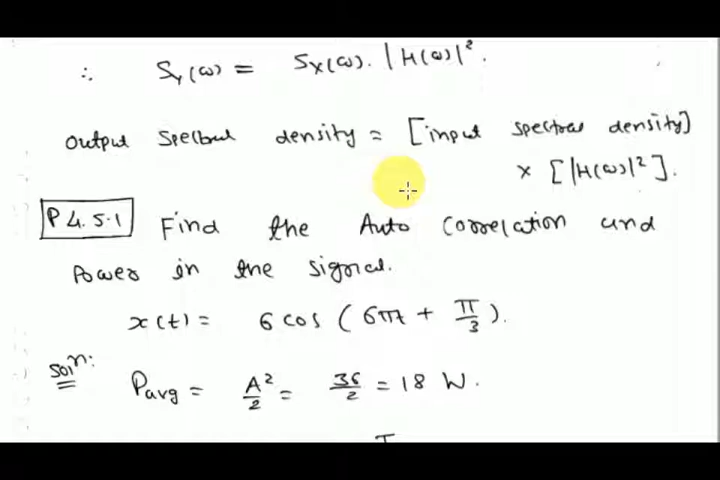 ∴ Sy(ω) = Sx(ω). |H(ω)|².
output spectral density = [input spectral density]
× [|H(ω)|²].
P 4.5.1 Find the Auto Correlation and
Power in the signal.
x(t) = 6 cos (6πt + π/3).
Soln:
Pavg = A²/2 = 36/2 = 18 W.